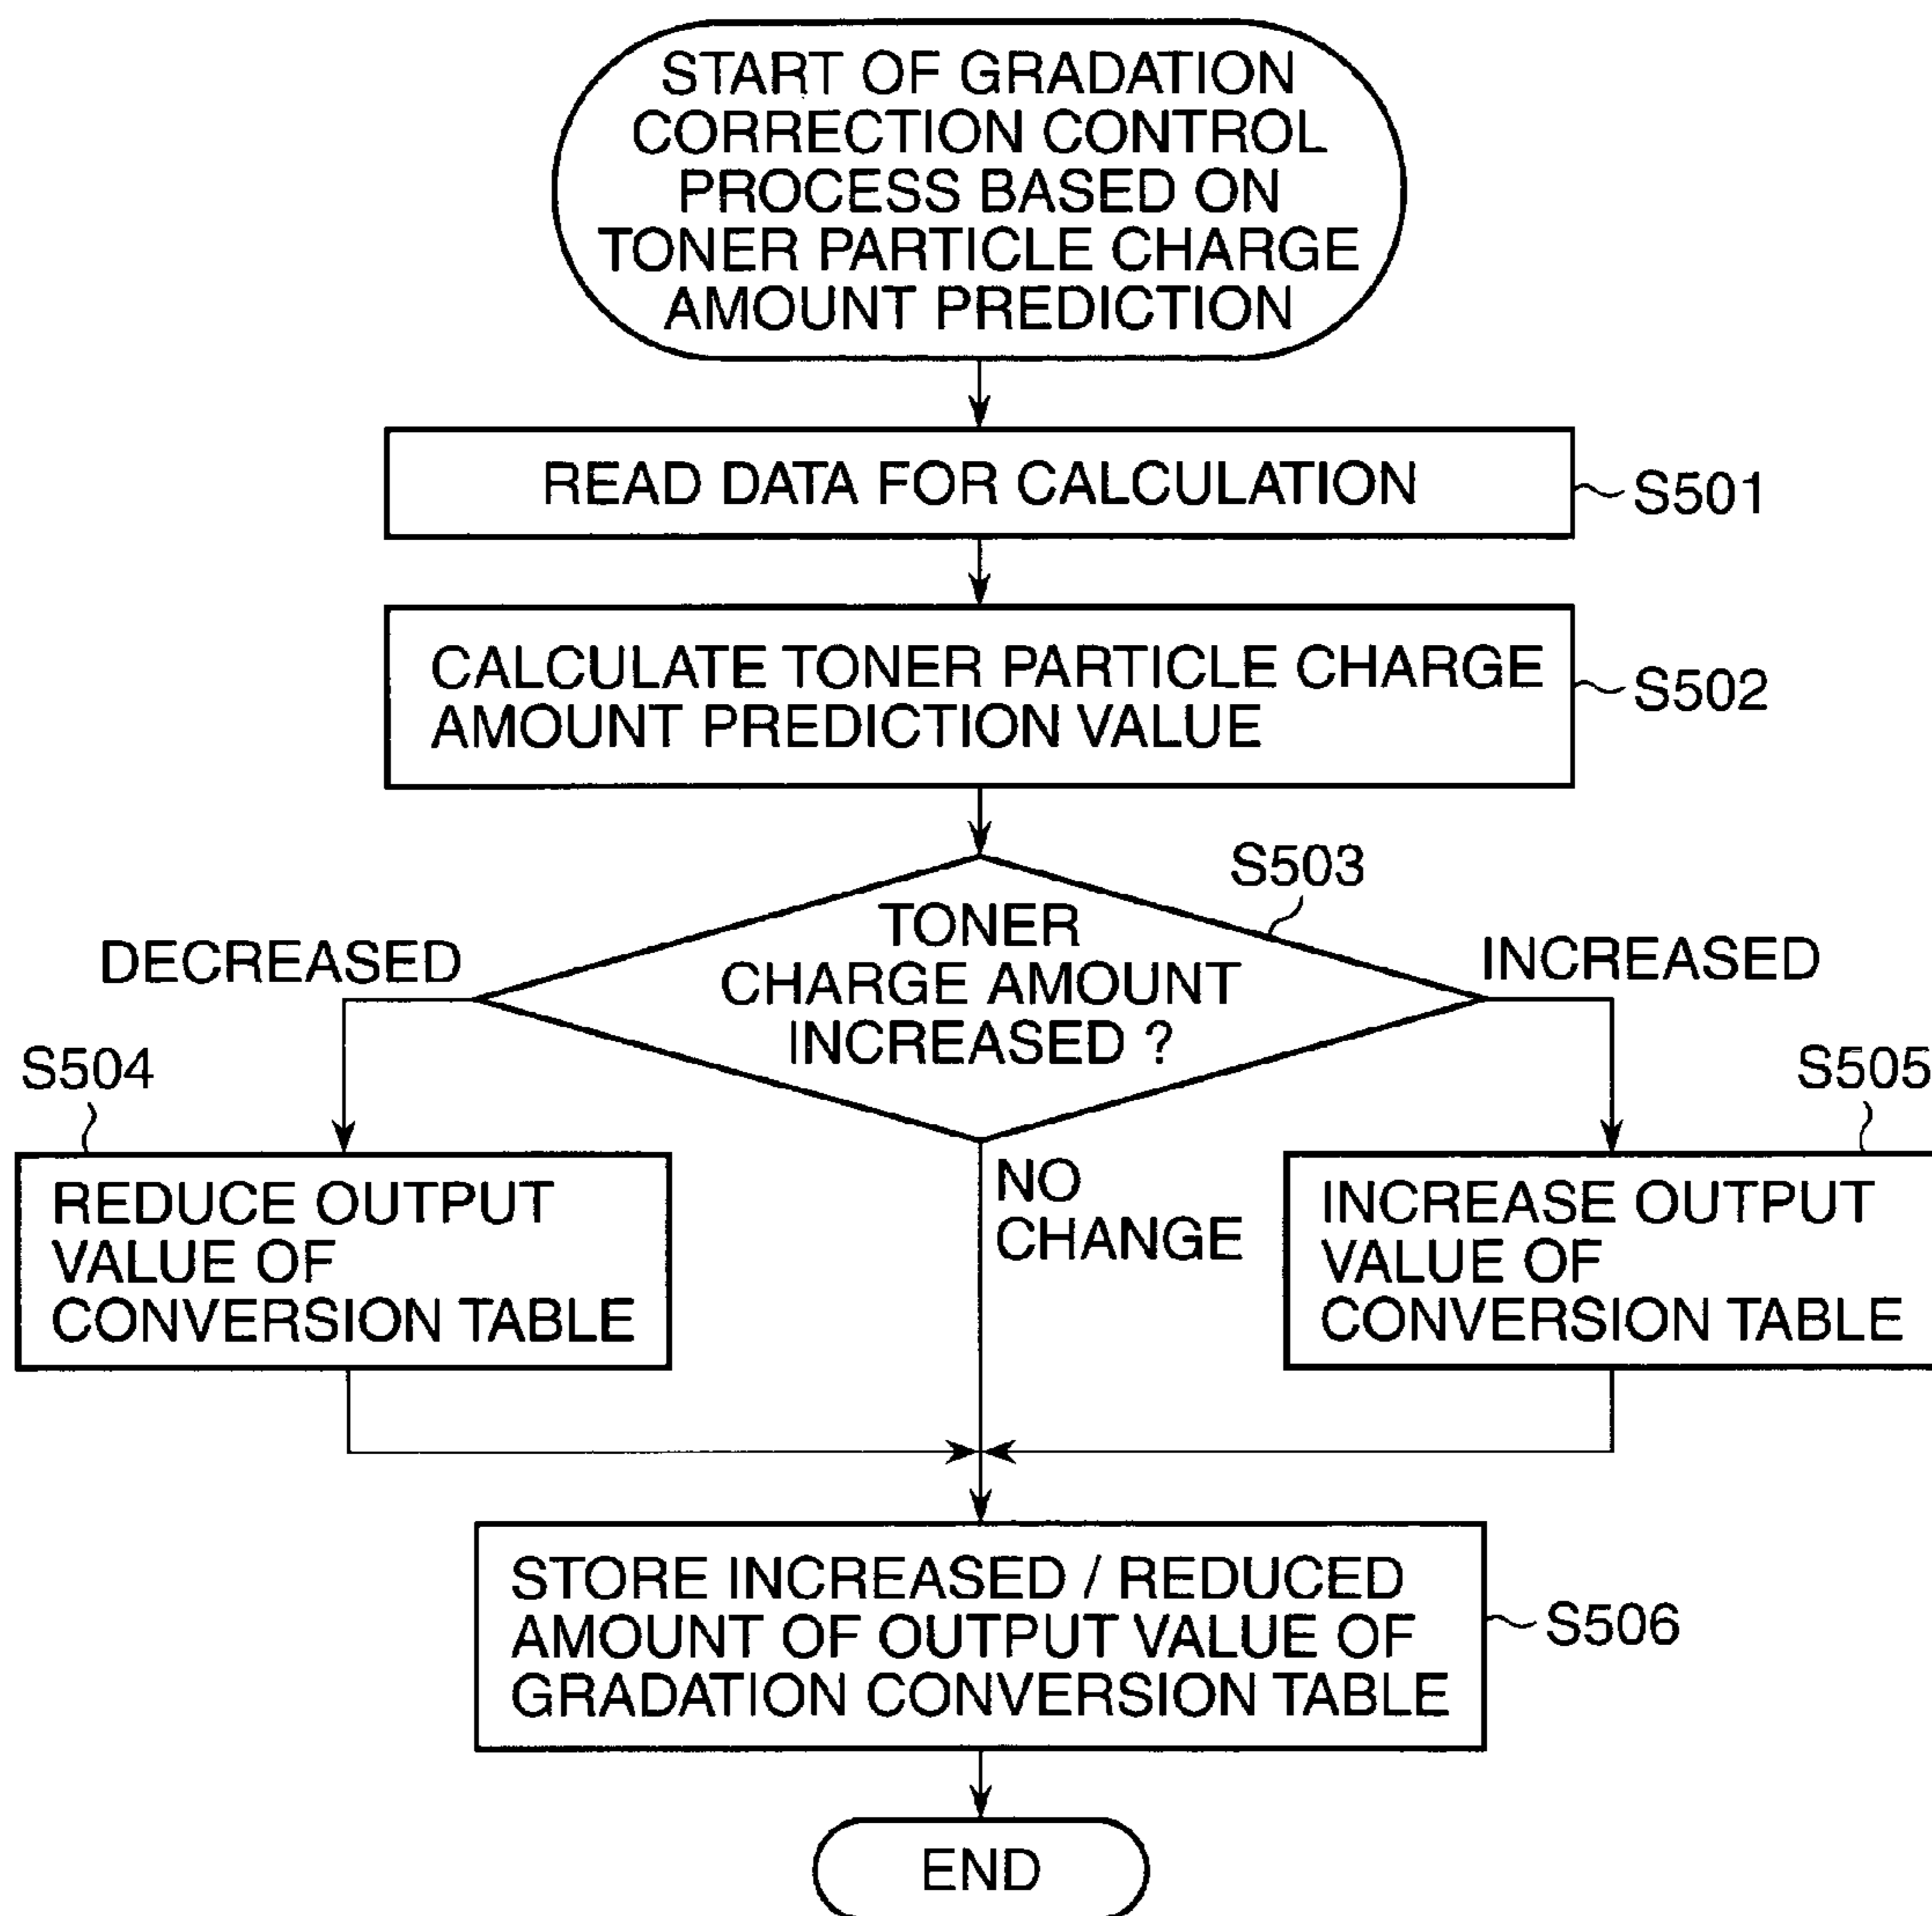 START OF GRADATION
CORRECTION CONTROL
PROCESS BASED ON
TONER PARTICLE CHARGE
AMOUNT PREDICTION
READ DATA FOR CALCULATION
S501
CALCULATE TONER PARTICLE CHARGE
AMOUNT PREDICTION VALUE
S502
S503
TONER
CHARGE AMOUNT
INCREASED ?
DECREASED
INCREASED
S504
S505
REDUCE OUTPUT
VALUE OF
CONVERSION TABLE
NO
CHANGE
INCREASE OUTPUT
VALUE OF
CONVERSION TABLE
STORE INCREASED / REDUCED
AMOUNT OF OUTPUT VALUE OF
GRADATION CONVERSION TABLE
S506
END